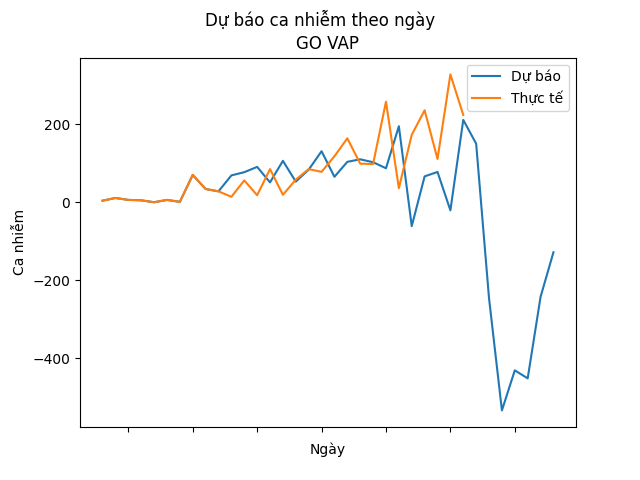 Dự báo ca nhiễm theo ngày
GO VAP
Dự báo
Thực tế
200
0
−200
−400
Ca nhiễm
Ngày